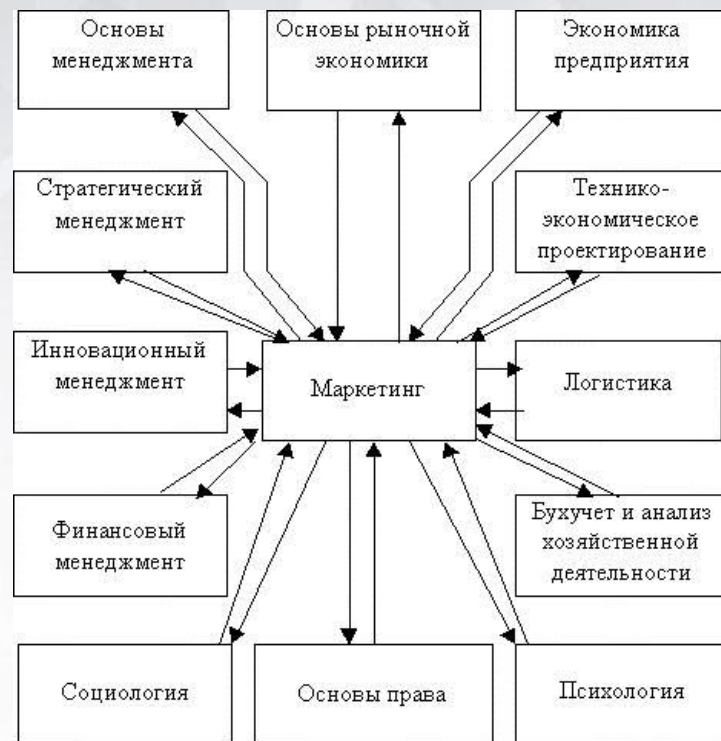 Основы
менеджмента
Основы рыночной
экономики
Экономика
предприятия
Стратегический
менеджмент
Технико-
экономическое
проектирование
Инновационный
менеджмент
Маркетинг
Логистика
Финансовый
менеджмент
Бухучет и анализ
хозяйственной
деятельности
Социология
Основы права
Психология